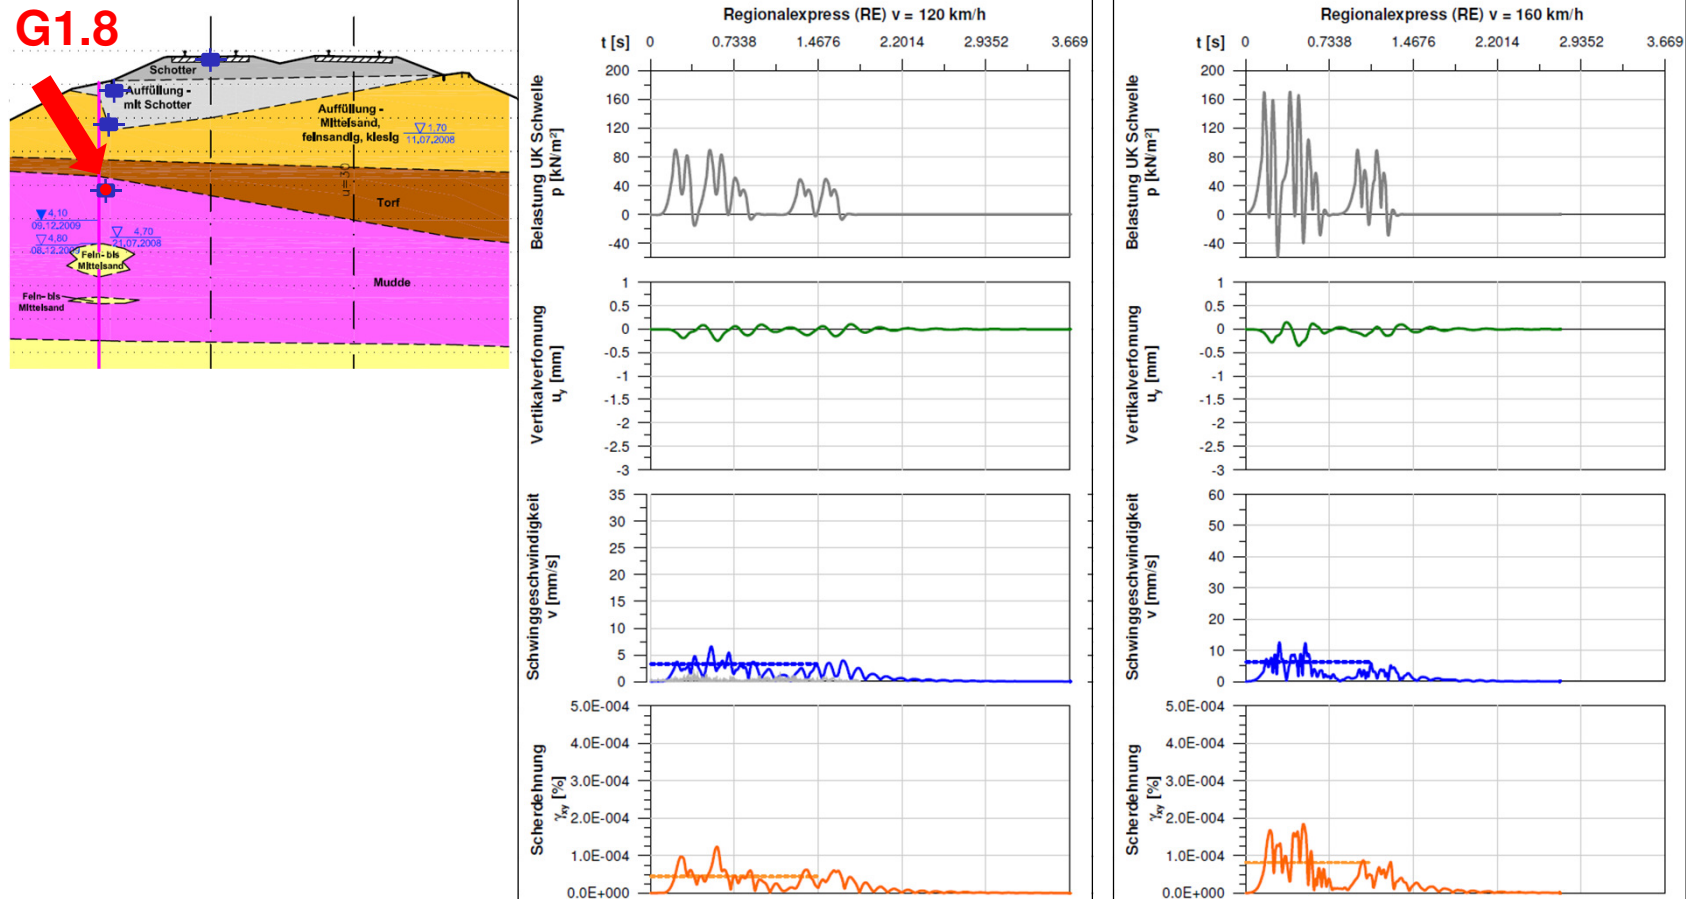 G1.8
Schotter
Auffüllung -
mit Schotter
Auffüllung -
Mittelsand,
feinsandig, kiesig
1,70
11.07.2008
u=30
Torf
4,10
09.12.2009
4,80
08.12.2009
4,70
21.07.2008
Fein- bis
Mittelsand
Mudde
Fein- bis
Mittelsand
Regionalexpress (RE) v = 120 km/h
t [s] 0 0.7338 1.4676 2.2014 2.9352 3.669
Belastung UK Schwelle
p [kN/m²]
200
160
120
80
40
0
-40
Vertikalverfomung
uy [mm]
1
0.5
0
-0.5
-1
-1.5
-2
-2.5
-3
Schwinggeschwindigkeit
v [mm/s]
35
30
25
20
15
10
5
0
Scherdehnung
γxy [%]
5.0E-004
4.0E-004
3.0E-004
2.0E-004
1.0E-004
0.0E+000
Regionalexpress (RE) v = 160 km/h
t [s] 0 0.7338 1.4676 2.2014 2.9352 3.669
Belastung UK Schwelle
p [kN/m²]
200
160
120
80
40
0
-40
Vertikalverfomung
uy [mm]
1
0.5
0
-0.5
-1
-1.5
-2
-2.5
-3
Schwinggeschwindigkeit
v [mm/s]
60
50
40
30
20
10
0
Scherdehnung
γxy [%]
5.0E-004
4.0E-004
3.0E-004
2.0E-004
1.0E-004
0.0E+000